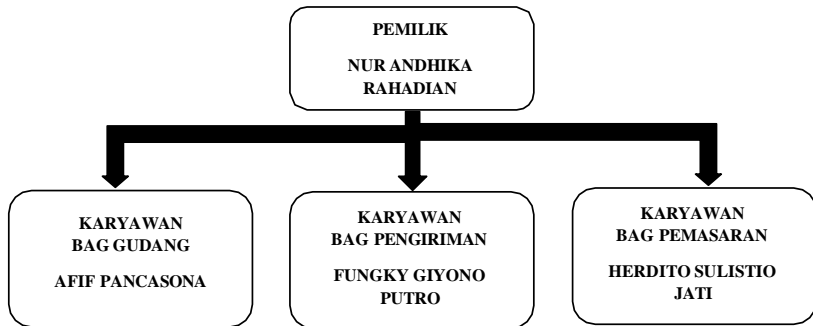 PEMILIK
NUR ANDHIKA
RAHADIAN
KARYAWAN
BAG GUDANG
AFIF PANCASONA
KARYAWAN
BAG PENGIRIMAN
FUNGKY GIYONO
PUTRO
KARYAWAN
BAG PEMASARAN
HERDITO SULISTIO
JATI